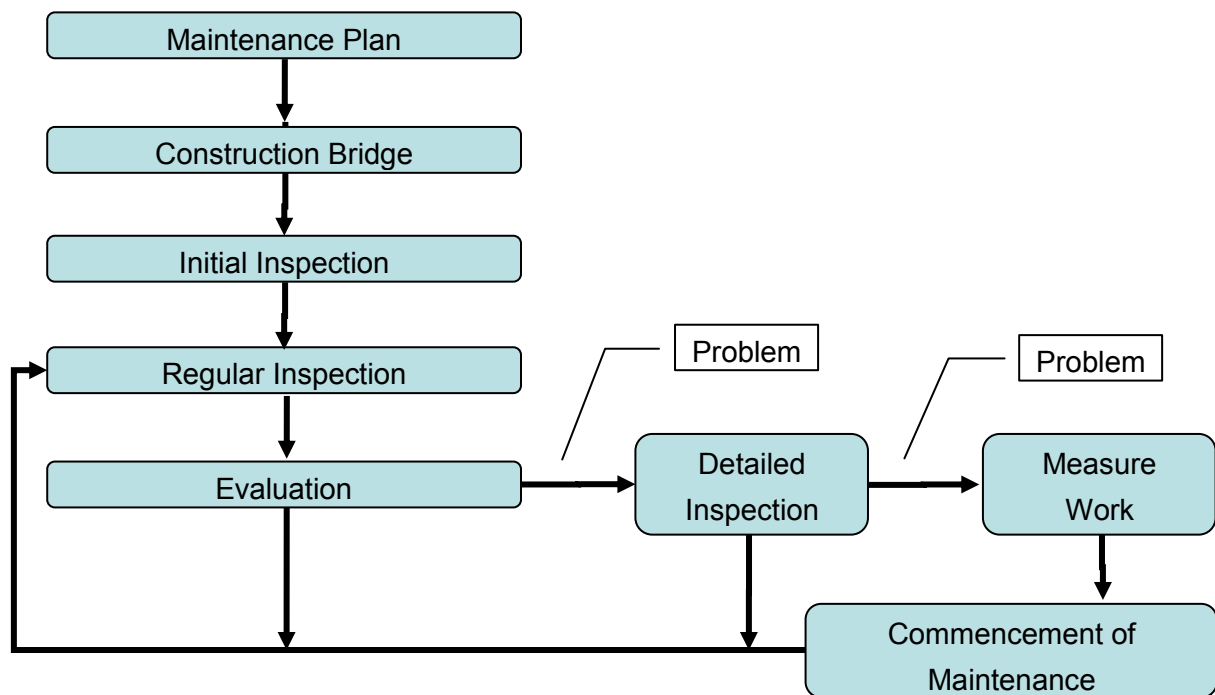 Maintenance Plan
Construction Bridge
Initial Inspection
Regular Inspection
Problem
Problem
Evaluation
Detailed
Inspection
Measure
Work
Commencement of
Maintenance